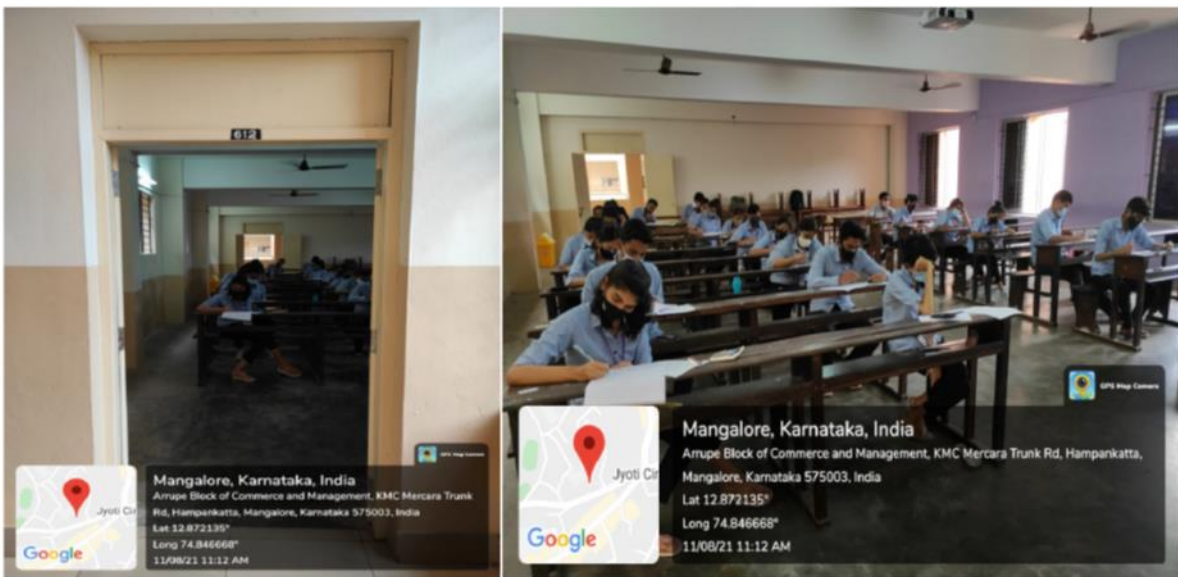 612
GPS Map Camera
Jyoti Cir
Google
Mangalore, Karnataka, India
Arrupe Block of Commerce and Management, KMC Mercara Trunk
Rd, Hampankatta, Mangalore, Karnataka 575003, India
Lat 12.872135°
Long 74.846668°
11/08/21 11:12 AM
GPS Map Camera
Jyoti Cir
Google
Mangalore, Karnataka, India
Arrupe Block of Commerce and Management, KMC Mercara Trunk Rd, Hampankatta,
Mangalore, Karnataka 575003, India
Lat 12.872135°
Long 74.846668°
11/08/21 11:12 AM